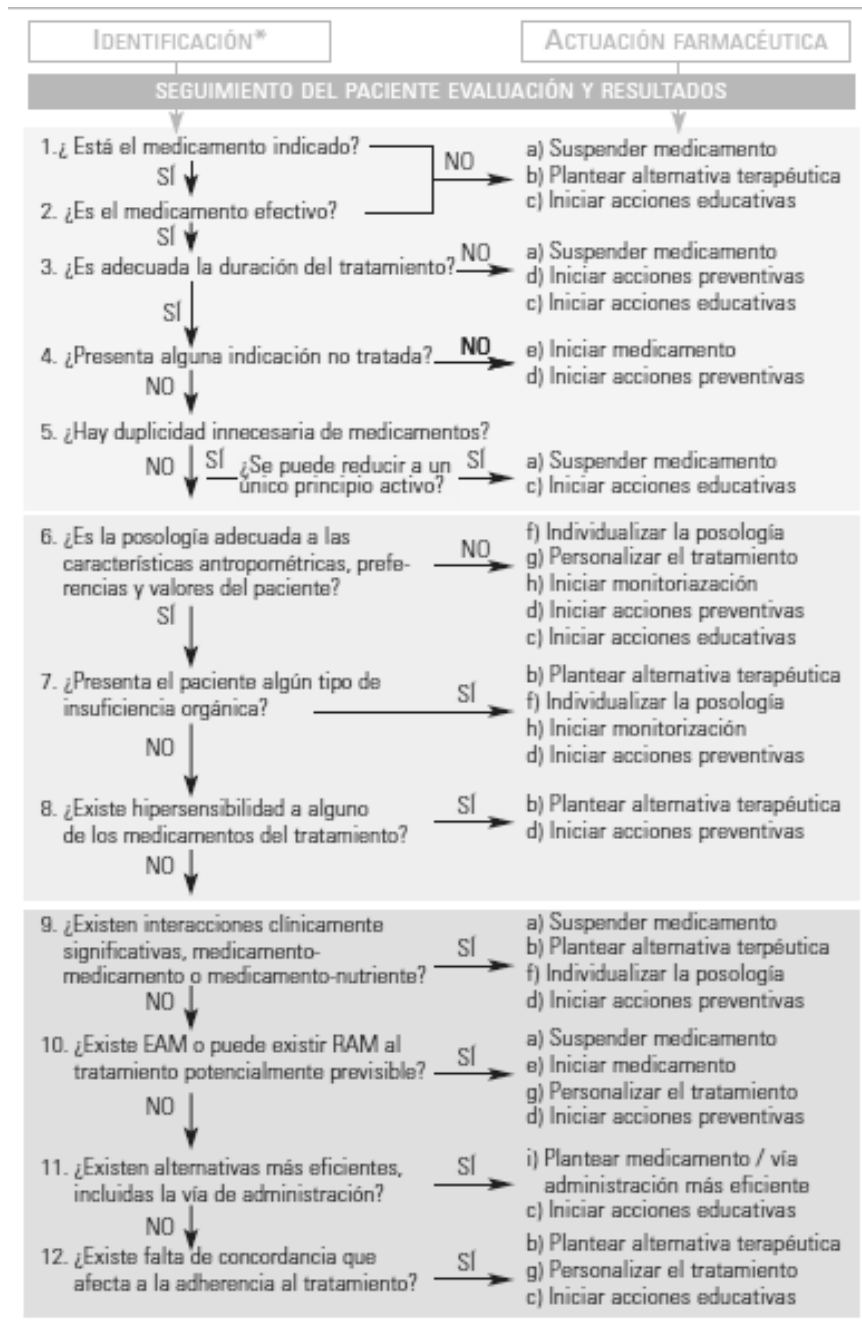 IDENTIFICACIÓN*
ACTUACIÓN FARMACÉUTICA
SEGUIMIENTO DEL PACIENTE EVALUACIÓN Y RESULTADOS
1.¿ Está el medicamento indicado?
SÍ
2. ¿Es el medicamento efectivo?
NO
a) Suspender medicamento
b) Plantear alternativa terapéutica
c) Iniciar acciones educativas
SÍ
3. ¿Es adecuada la duración del tratamiento?
NO
a) Suspender medicamento
d) Iniciar acciones preventivas
c) Iniciar acciones educativas
SÍ
4. ¿Presenta alguna indicación no tratada?
NO
e) Iniciar medicamento
d) Iniciar acciones preventivas
NO
5. ¿Hay duplicidad innecesaria de medicamentos?
NO
SÍ
¿Se puede reducir a un
único principio activo?
SÍ
a) Suspender medicamento
c) Iniciar acciones educativas
6. ¿Es la posología adecuada a las
características antropométricas, prefe-
rencias y valores del paciente?
NO
f) Individualizar la posología
g) Personalizar el tratamiento
h) Iniciar monitoriazación
d) Iniciar acciones preventivas
c) Iniciar acciones educativas
SÍ
7. ¿Presenta el paciente algún tipo de
insuficiencia orgánica?
SÍ
b) Plantear alternativa terapéutica
f) Individualizar la posología
h) Iniciar monitorización
d) Iniciar acciones preventivas
NO
8. ¿Existe hipersensibilidad a alguno
de los medicamentos del tratamiento?
SÍ
b) Plantear alternativa terapéutica
d) Iniciar acciones preventivas
NO
9. ¿Existen interacciones clínicamente
significativas, medicamento-
medicamento o medicamento-nutriente?
SÍ
a) Suspender medicamento
b) Plantear alternativa terpéutica
f) Individualizar la posología
d) Iniciar acciones preventivas
NO
10. ¿Existe EAM o puede existir RAM al
tratamiento potencialmente previsible?
SÍ
a) Suspender medicamento
e) Iniciar medicamento
g) Personalizar el tratamiento
d) Iniciar acciones preventivas
NO
11. ¿Existen alternativas más eficientes,
incluidas la vía de administración?
SÍ
i) Plantear medicamento / vía
administración más eficiente
c) Iniciar acciones educativas
NO
12. ¿Existe falta de concordancia que
afecta a la adherencia al tratamiento?
SÍ
b) Plantear alternativa terapéutica
g) Personalizar el tratamiento
c) Iniciar acciones educativas